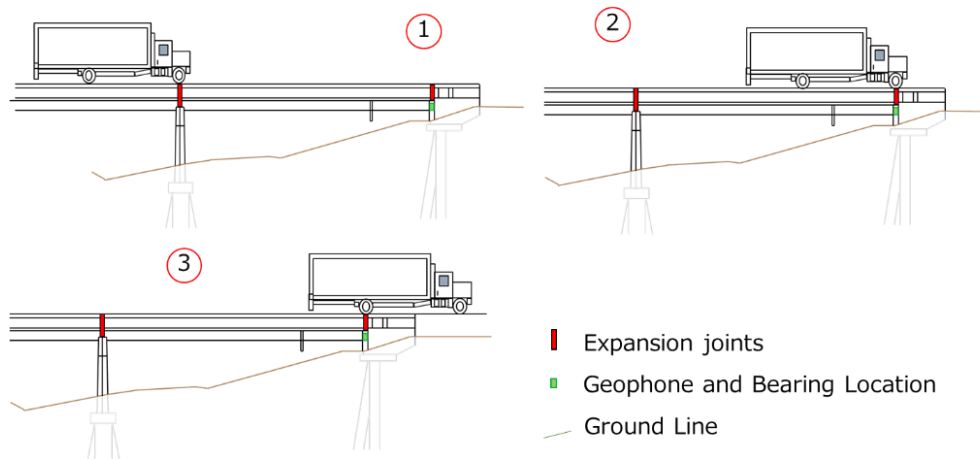 1
2
3
Expansion joints
Geophone and Bearing Location
Ground Line